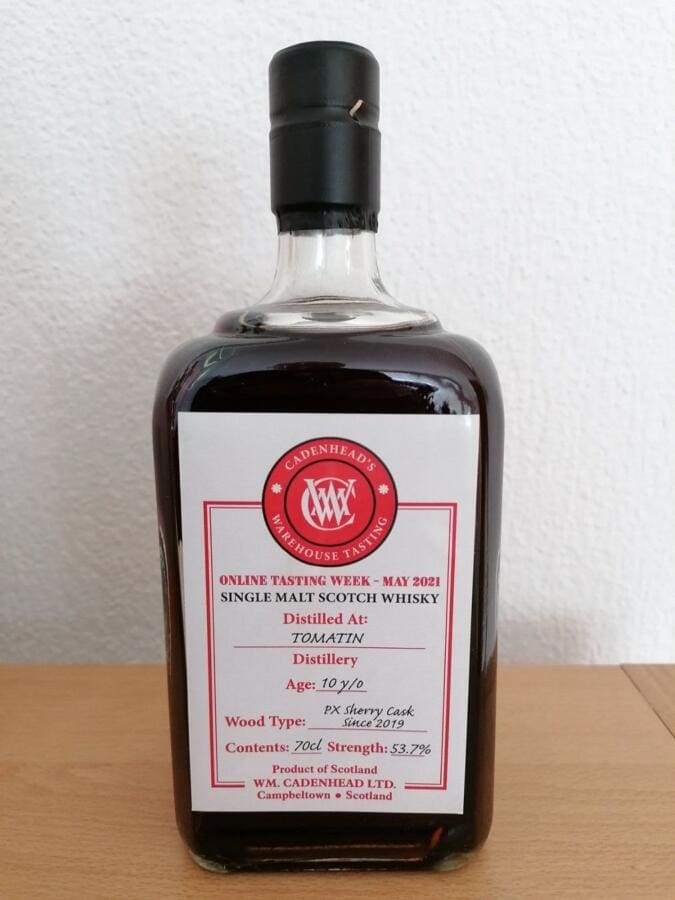 CADENHEAD'S
WC
WAREHOUSE TASTING
ONLINE TASTING WEEK - MAY 2021
SINGLE MALT SCOTCH WHISKY
Distilled At:
TOMATIN
Distillery
Age: 10 y/o
PX Sherry Cask
Wood Type: Since 2019
Contents: 70cl Strength: 53.7%
Product of Scotland
WM. CADENHEAD LTD.
Campbeltown • Scotland